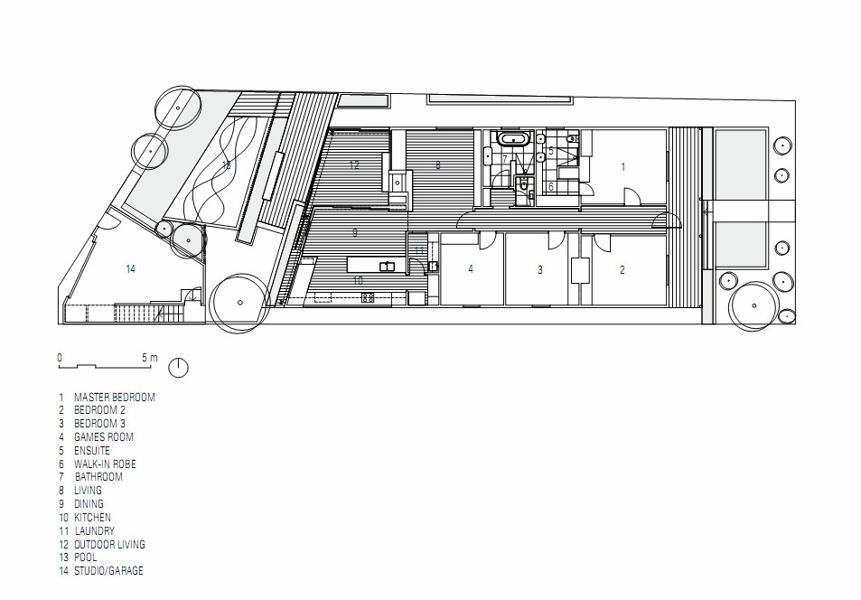 12
8
7
5
6
1
13
9
11
10
4
3
2
14
0 5 m
1 MASTER BEDROOM
2 BEDROOM 2
3 BEDROOM 3
4 GAMES ROOM
5 ENSUITE
6 WALK-IN ROBE
7 BATHROOM
8 LIVING
9 DINING
10 KITCHEN
11 LAUNDRY
12 OUTDOOR LIVING
13 POOL
14 STUDIO/GARAGE